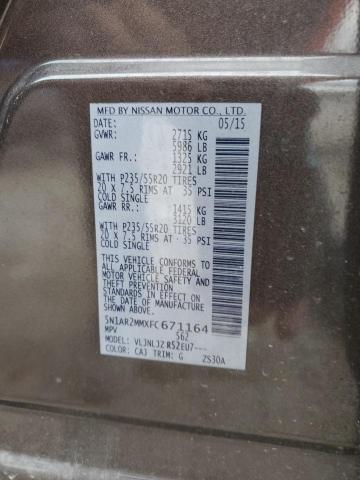 MFD BY NISSAN MOTOR CO., LTD.
DATE: 05/15
GVWR: 2715 KG
5986 LB
GAWR FR.: 1325 KG
2921 LB
WITH P235/55R20 TIRES
20 X 7.5 RIMS AT 35 PSI
COLD SINGLE
GAWR RR.: 1415 KG
3120 LB
WITH P235/55R20 TIRES
20 X 7.5 RIMS AT 35 PSI
COLD SINGLE
THIS VEHICLE CONFORMS TO
ALL APPLICABLE FEDERAL
MOTOR VEHICLE SAFETY AND
THEFT PREVENTION
STANDARDS IN EFFECT ON
THE DATE OF MANUFACTURE
SHOWN ABOVE.
5N1AR2MMXFC671164
MPV 562
MODEL: VLJNLJZ R52EU7---
COLOR: CAJ TRIM: G ZS30A